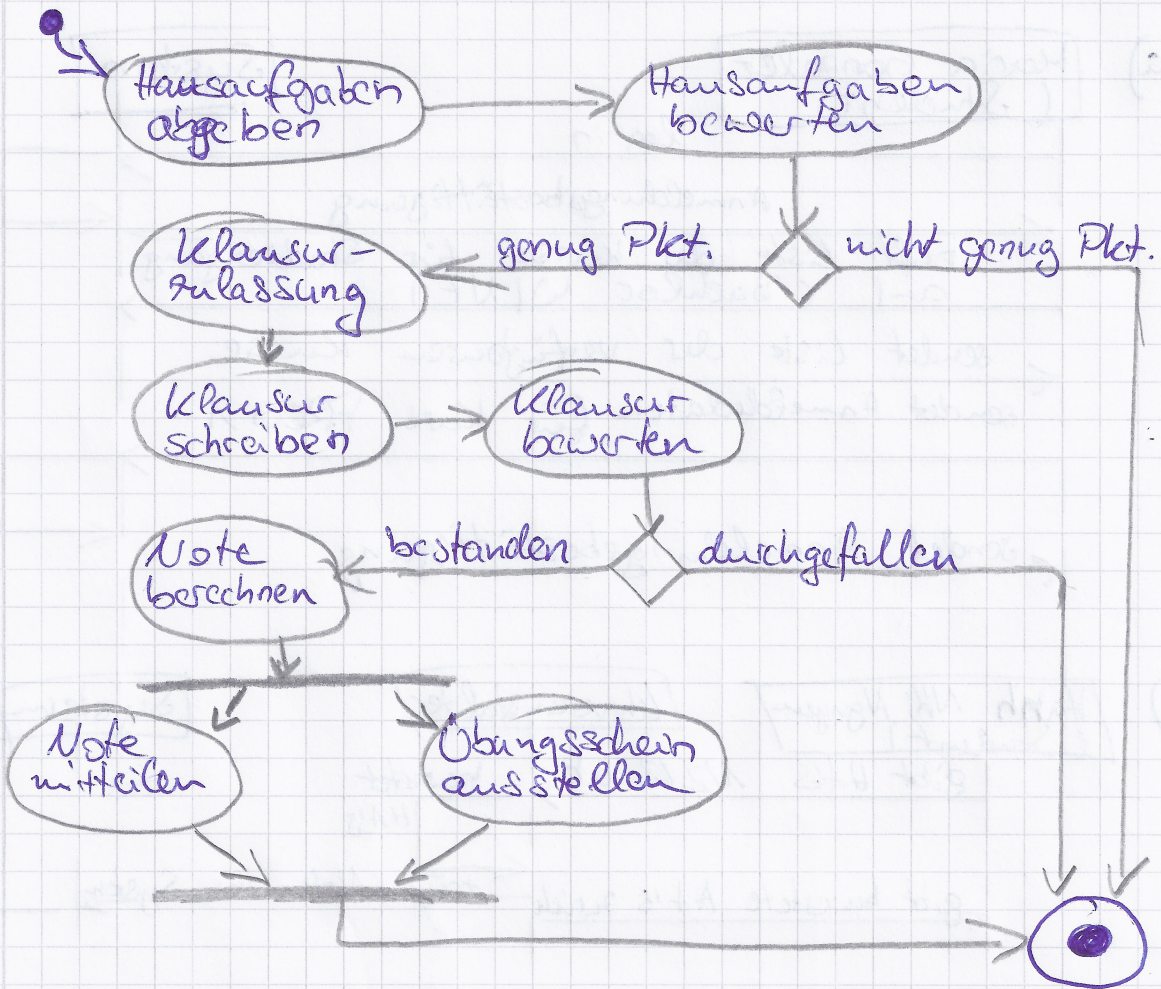 Hausaufgaben
abgeben
Hausaufgaben
bewerten
genug Pkt.
nicht genug Pkt.
Klausur-
zulassung
Klausur
schreiben
Klausur
bewerten
bestanden
durchgefallen
Note
berechnen
Note
mitteilen
Übungsschein
ausstellen